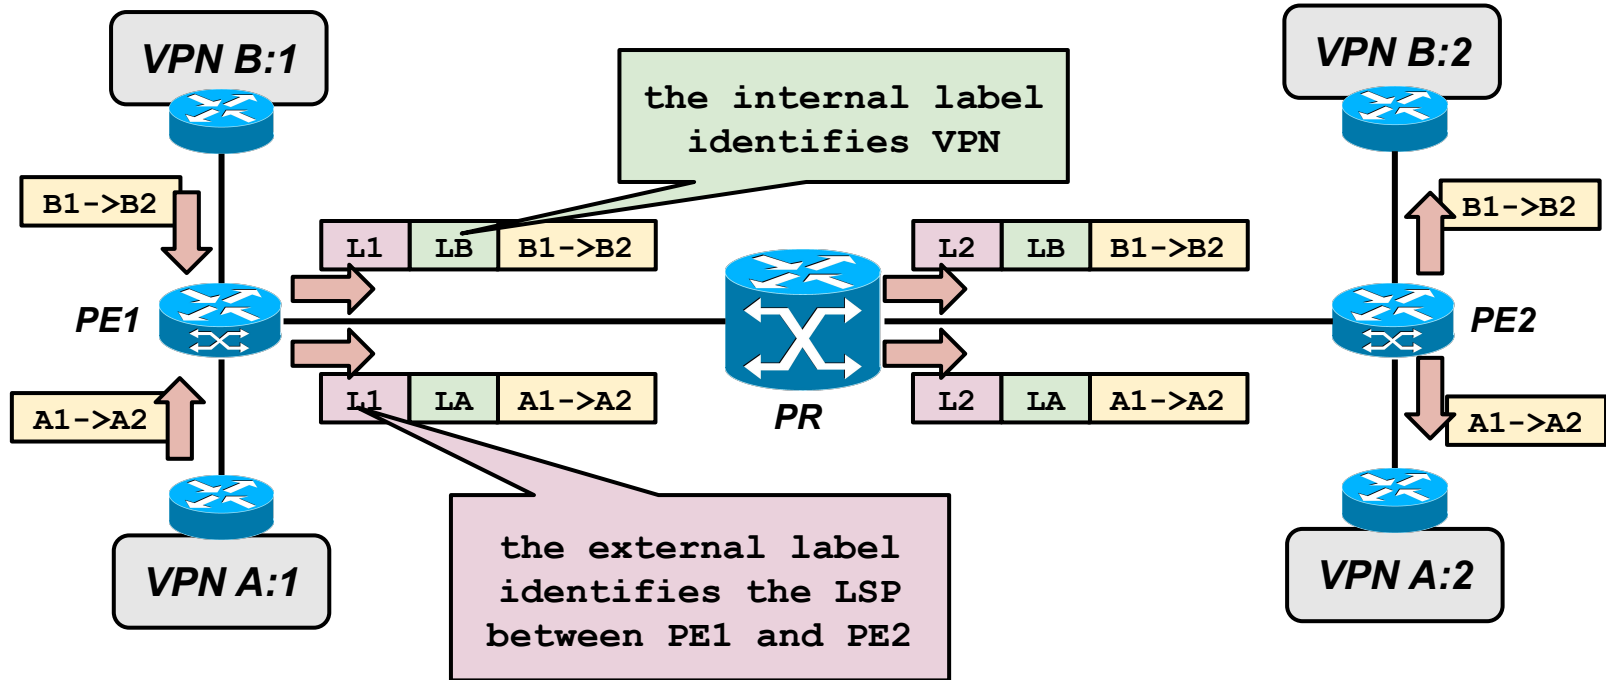 VPN B:1
VPN B:2
the internal label
identifies VPN
B1->B2
B1->B2
L1 LB B1->B2
L2 LB B1->B2
PE1
PE2
L1 LA A1->A2
L2 LA A1->A2
PR
A1->A2
A1->A2
the external label
identifies the LSP
between PE1 and PE2
VPN A:1
VPN A:2